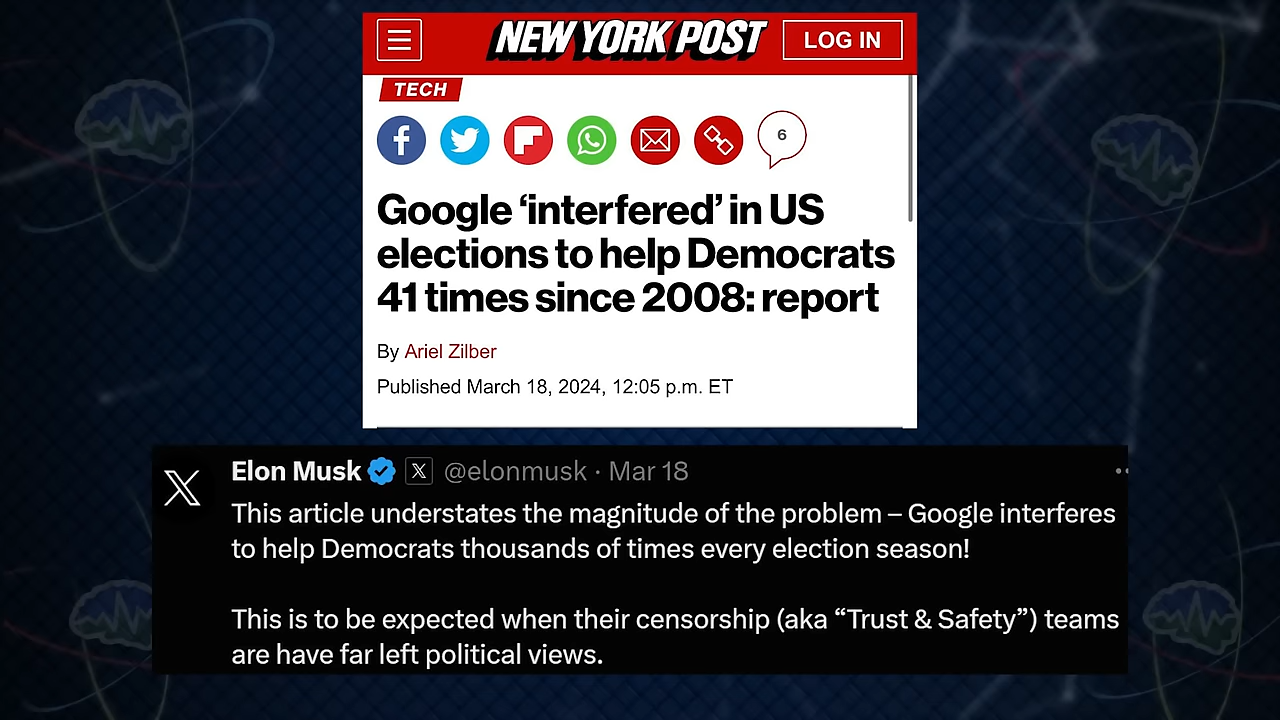 NEW YORK POST
LOG IN
TECH
6
Google ‘interfered’ in US
elections to help Democrats
41 times since 2008: report
By Ariel Zilber
Published March 18, 2024, 12:05 p.m. ET
Elon Musk @elonmusk · Mar 18
This article understates the magnitude of the problem – Google interferes
to help Democrats thousands of times every election season!
This is to be expected when their censorship (aka “Trust & Safety”) teams
are have far left political views.